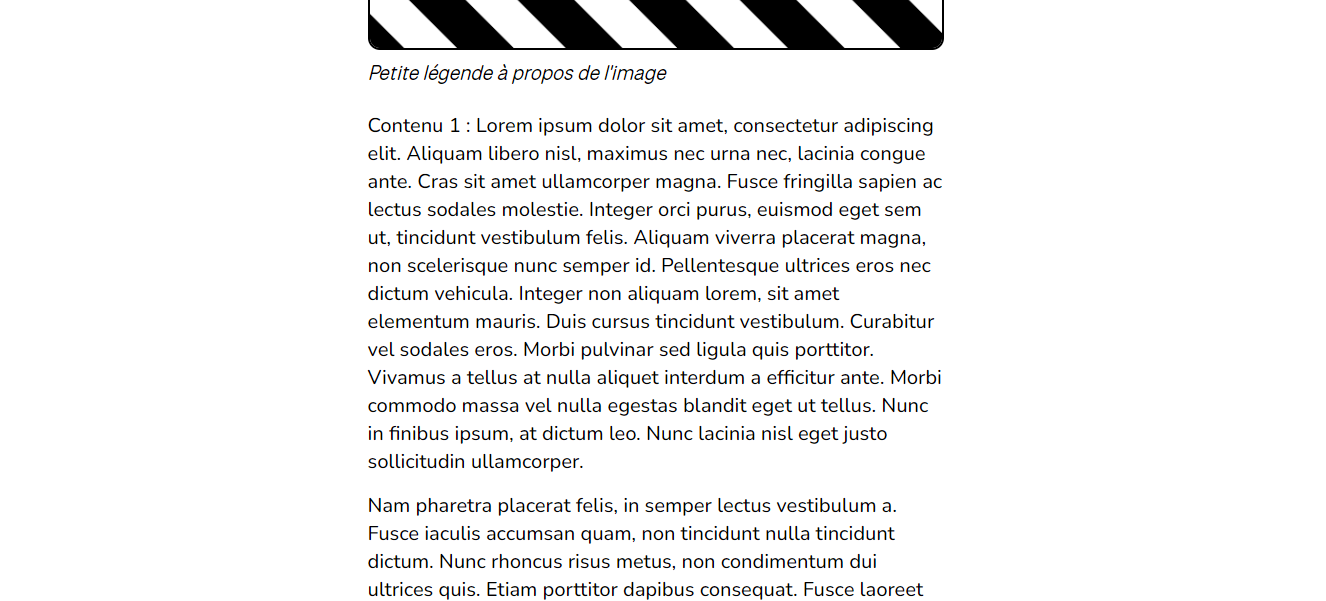 Petite légende à propos de l'image
Contenu 1 : Lorem ipsum dolor sit amet, consectetur adipiscing
elit. Aliquam libero nisl, maximus nec urna nec, lacinia congue
ante. Cras sit amet ullamcorper magna. Fusce fringilla sapien ac
lectus sodales molestie. Integer orci purus, euismod eget sem
ut, tincidunt vestibulum felis. Aliquam viverra placerat magna,
non scelerisque nunc semper id. Pellentesque ultrices eros nec
dictum vehicula. Integer non aliquam lorem, sit amet
elementum mauris. Duis cursus tincidunt vestibulum. Curabitur
vel sodales eros. Morbi pulvinar sed ligula quis porttitor.
Vivamus a tellus at nulla aliquet interdum a efficitur ante. Morbi
commodo massa vel nulla egestas blandit eget ut tellus. Nunc
in finibus ipsum, at dictum leo. Nunc lacinia nisl eget justo
sollicitudin ullamcorper.
Nam pharetra placerat felis, in semper lectus vestibulum a.
Fusce iaculis accumsan quam, non tincidunt nulla tincidunt
dictum. Nunc rhoncus risus metus, non condimentum dui
ultrices quis. Etiam porttitor dapibus consequat. Fusce laoreet